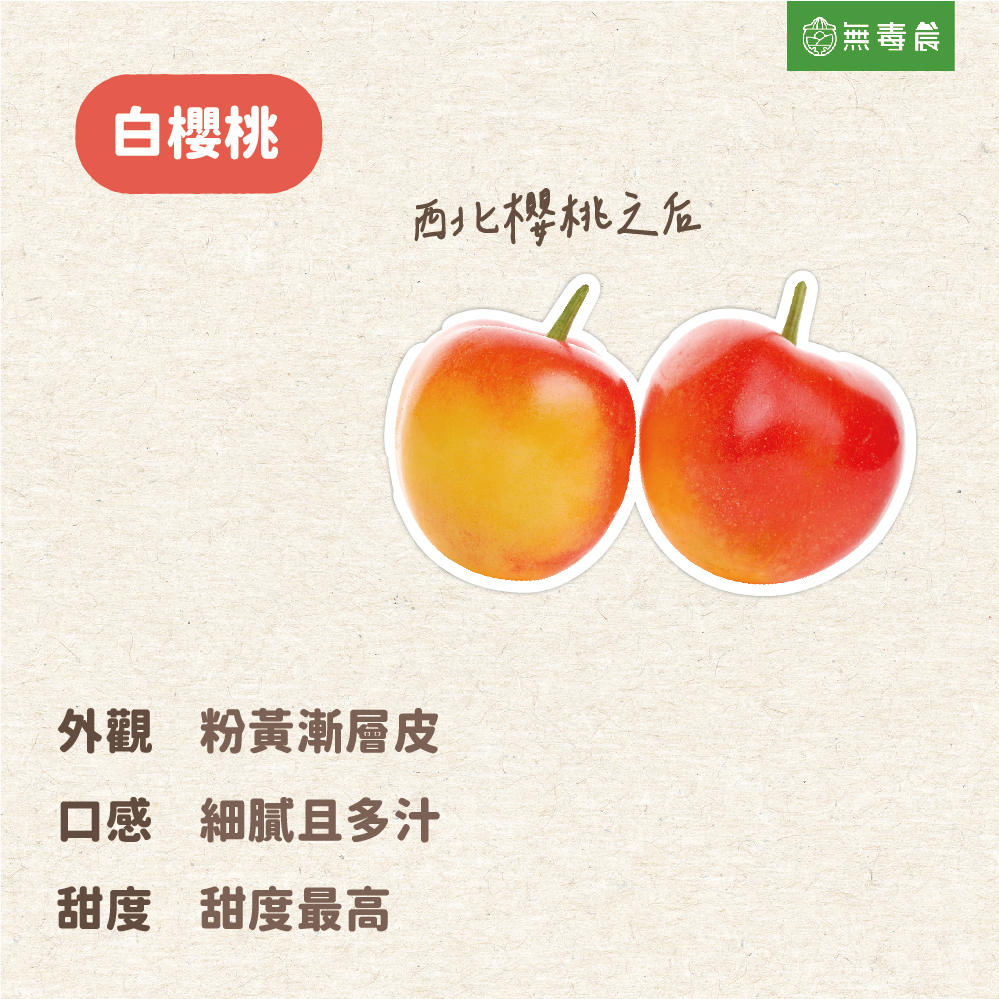 無毒農
白櫻桃
西北櫻桃之后
外觀 粉黃漸層皮
口感 細膩且多汁
甜度 甜度最高